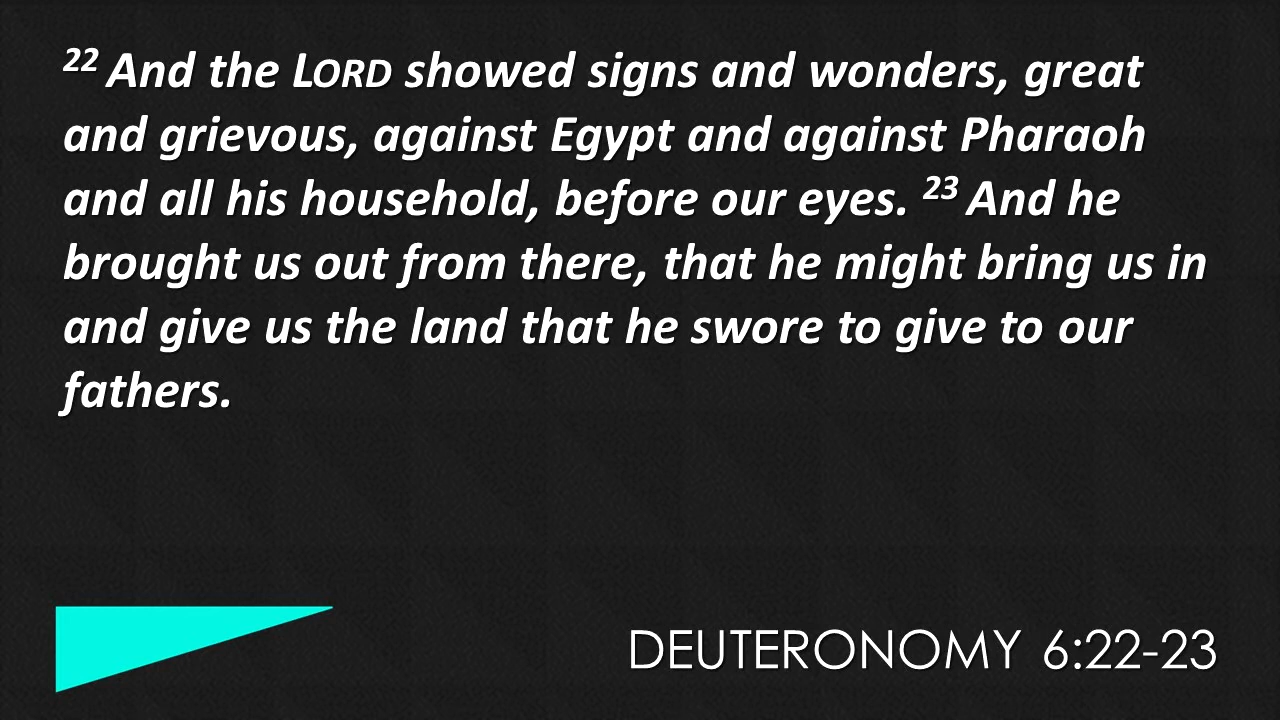 22 And the LORD showed signs and wonders, great
and grievous, against Egypt and against Pharaoh
and all his household, before our eyes. 23 And he
brought us out from there, that he might bring us in
and give us the land that he swore to give to our
fathers.
DEUTERONOMY 6:22-23